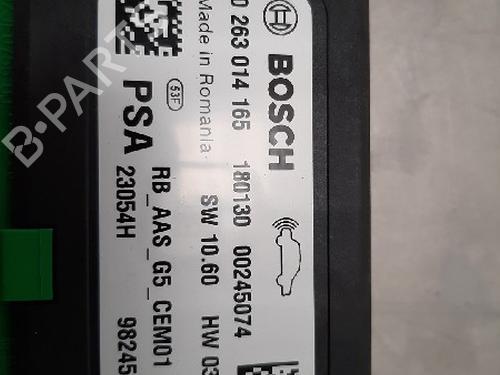 BOSCH
0 263 014 165 180130 00245074
Made in Romania SW 10.60 HW 03
53F
PSA RB_AAS_G5_CEM01
23054H 98245
B-PARTS